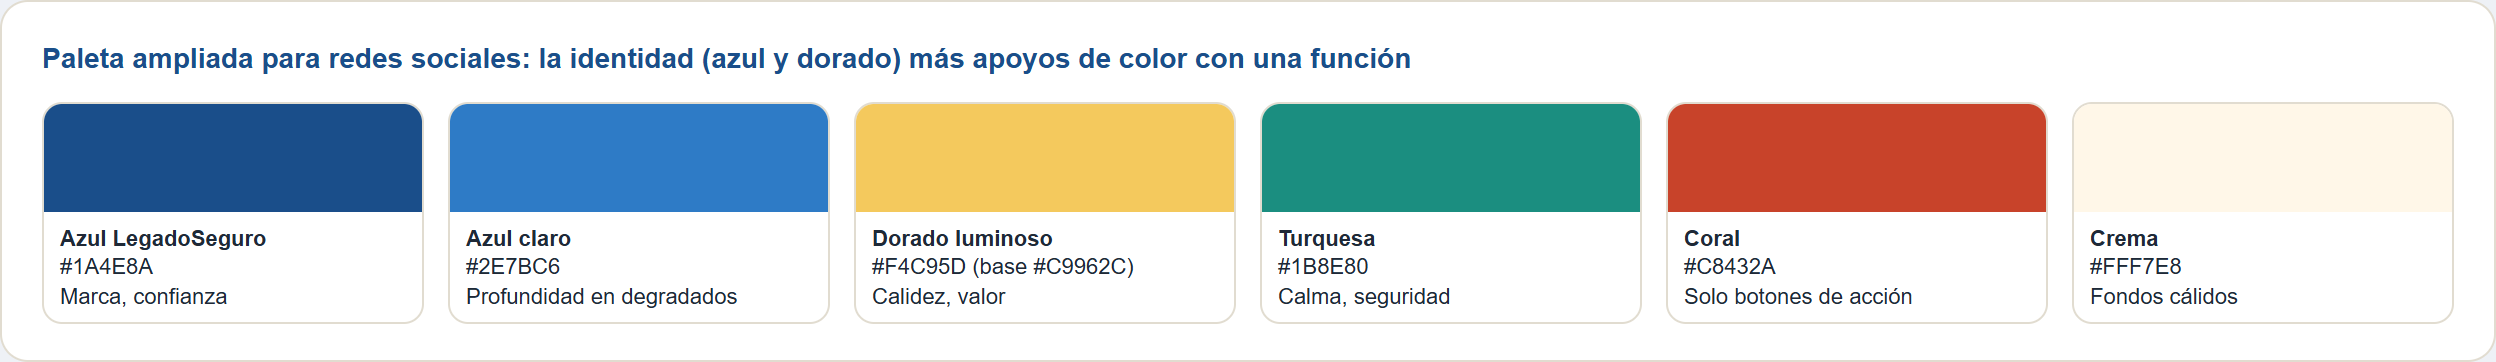 Paleta ampliada para redes sociales: la identidad (azul y dorado) más apoyos de color con una función
Azul LegadoSeguro
#1A4E8A
Marca, confianza
Azul claro
#2E7BC6
Profundidad en degradados
Dorado luminoso
#F4C95D (base #C9962C)
Calidez, valor
Turquesa
#1B8E80
Calma, seguridad
Coral
#C8432A
Solo botones de acción
Crema
#FFF7E8
Fondos cálidos